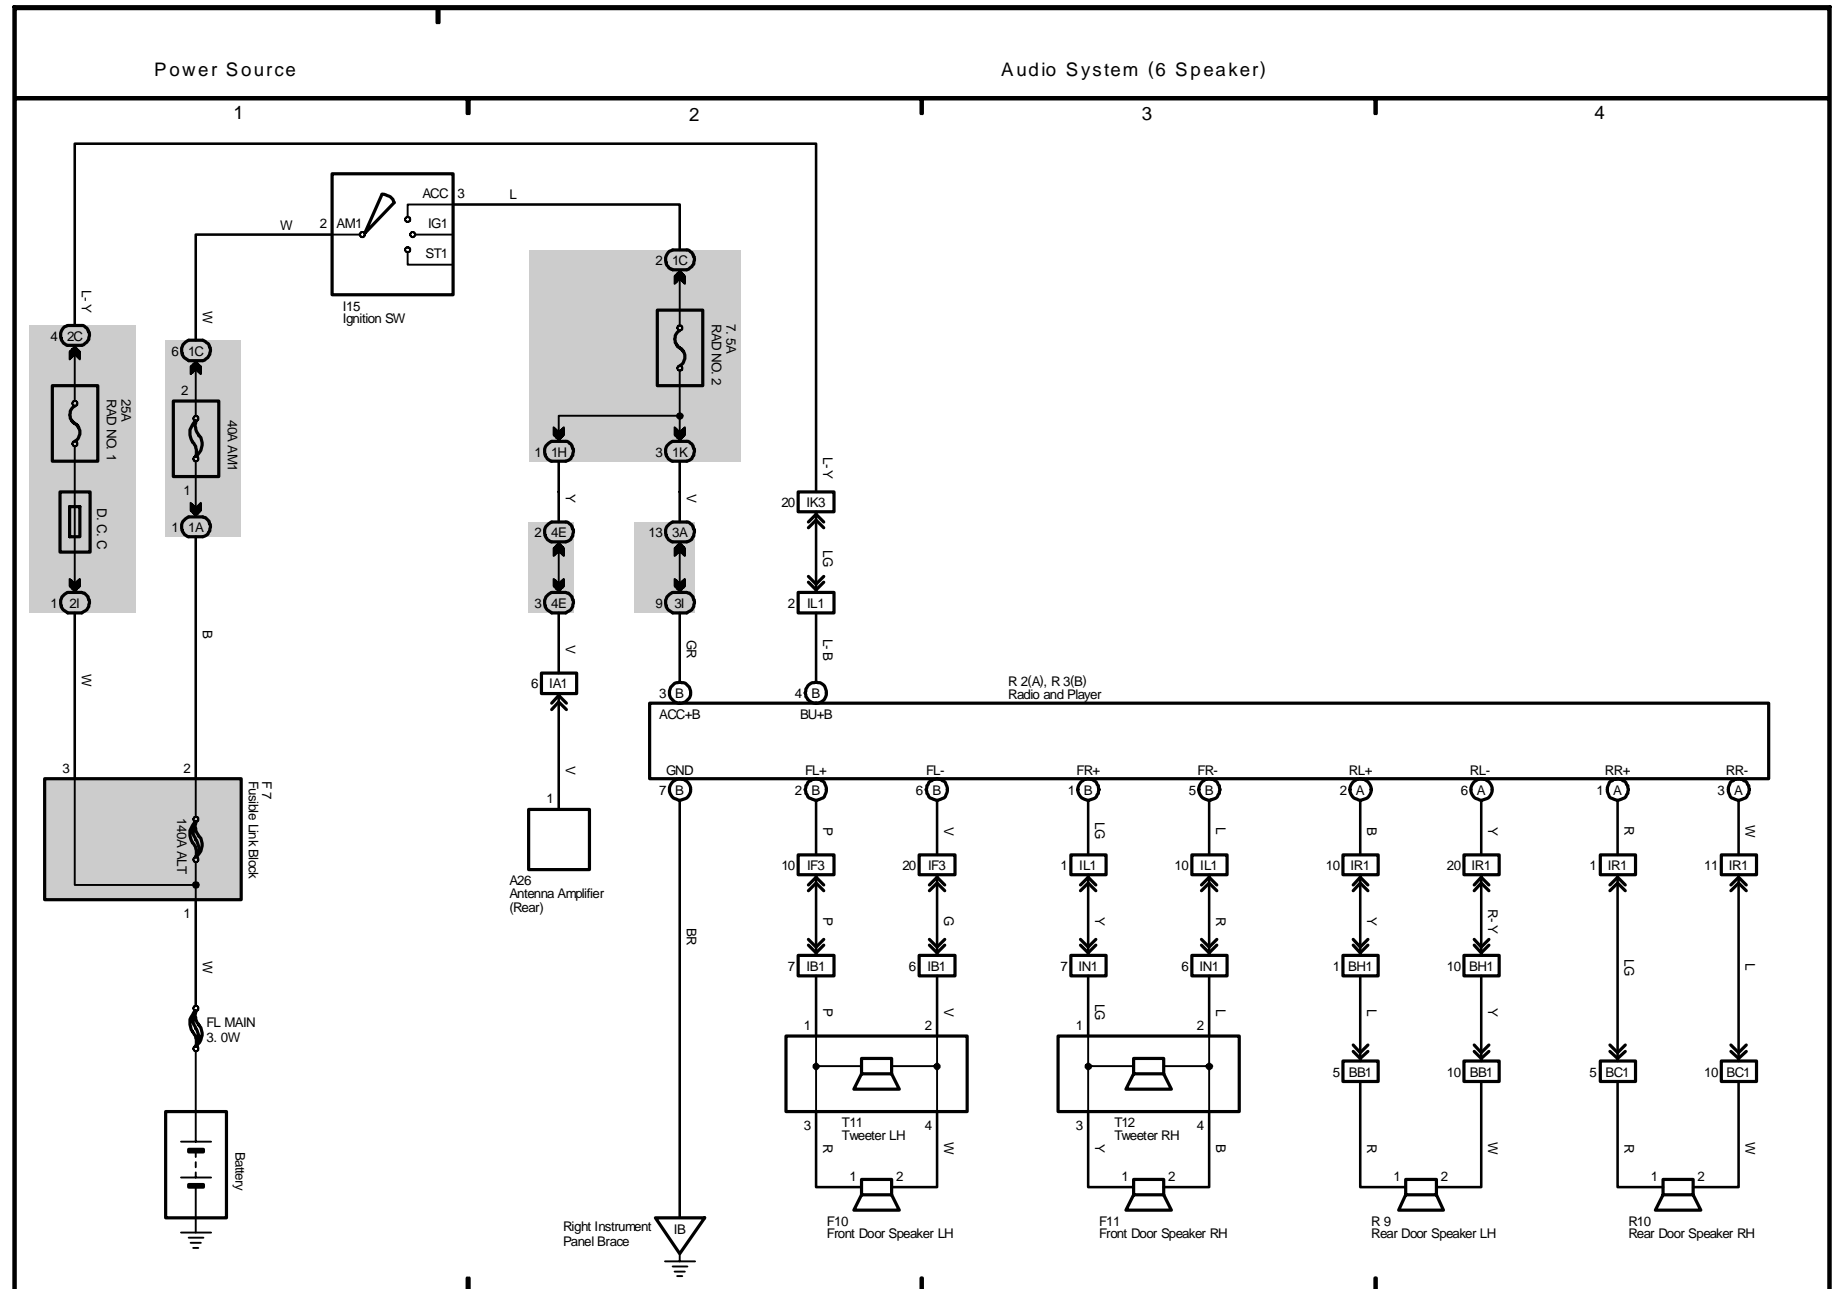 Power Source
Audio System (6 Speaker)
1
2
3
4
ACC 3 L
W 2 AM1
IG1
ST1
I15
Ignition SW
L-Y
W
4 2C
6 1C
2
25A
RAD NO. 1
40A AM1
D. C. C
1
1 1A
1 2I
B
W
2 1C
7. 5A
RAD NO. 2
1 1H
3 1K
Y
V
2 4E
13 3A
3 4E
9 3I
V
GR
6 IA1
V
1
A26
Antenna Amplifier
(Rear)
L-Y
20 IK3
LG
2 IL1
L-B
3 B
4 B
R 2(A), R 3(B)
Radio and Player
ACC+B
BU+B
GND
FL+
FL-
FR+
FR-
RL+
RL-
RR+
RR-
7 B
2 B
6 B
1 B
5 B
2 A
6 A
1 A
3 A
P
V
LG
L
B
Y
R
W
10 IF3
20 IF3
1 IL1
10 IL1
10 IR1
20 IR1
1 IR1
11 IR1
P
G
Y
R
Y
R-Y
LG
L
7 IB1
6 IB1
7 IN1
6 IN1
1 BH1
10 BH1
P
V
LG
L
L
Y
1
2
1
2
5 BB1
10 BB1
5 BC1
10 BC1
3
T11
Tweeter LH
4
3
T12
Tweeter RH
4
R
W
Y
B
R
W
R
W
1 2
1 2
1 2
1 2
F10
Front Door Speaker LH
F11
Front Door Speaker RH
R 9
Rear Door Speaker LH
R10
Rear Door Speaker RH
BR
Right Instrument
Panel Brace
IB
3
2
F 7
Fusible Link Block
140A ALT
1
W
FL MAIN
3. 0W
Battery